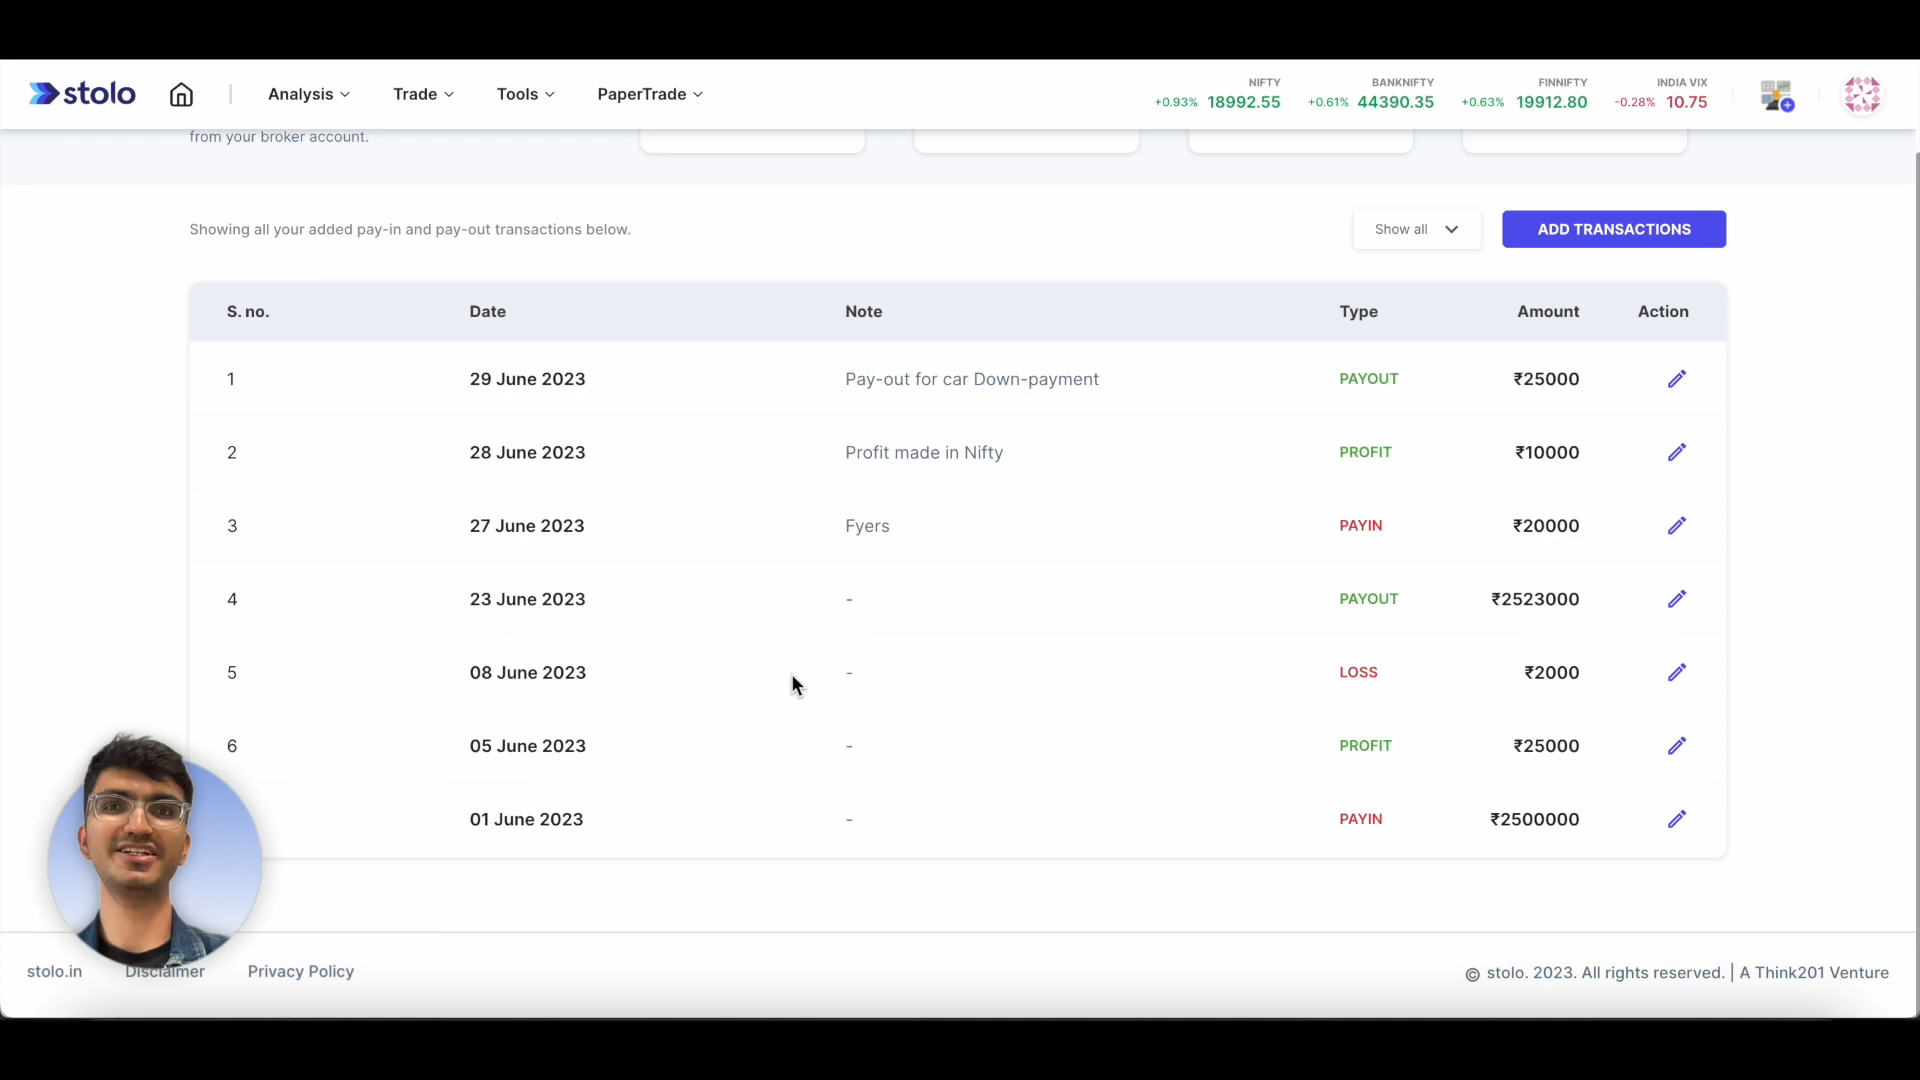 stolo
Analysis
Trade
Tools
PaperTrade
NIFTY
+0.93% 18992.55
BANKNIFTY
+0.61% 44390.35
FINNIFTY
+0.63% 19912.80
INDIA VIX
-0.28% 10.75
from your broker account.
Showing all your added pay-in and pay-out transactions below.
Show all
ADD TRANSACTIONS
S. no. Date Note Type Amount Action
1 29 June 2023 Pay-out for car Down-payment PAYOUT ₹25000
2 28 June 2023 Profit made in Nifty PROFIT ₹10000
3 27 June 2023 Fyers PAYIN ₹20000
4 23 June 2023 - PAYOUT ₹2523000
5 08 June 2023 - LOSS ₹2000
6 05 June 2023 - PROFIT ₹25000
01 June 2023 - PAYIN ₹2500000
stolo.in Disclaimer Privacy Policy
© stolo. 2023. All rights reserved. | A Think201 Venture